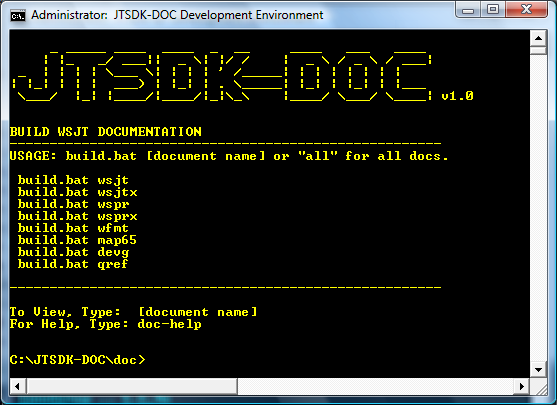 Administrator: JTSDK-DOC Development Environment
JTSDK-DOC v1.0
BUILD WSJT DOCUMENTATION
USAGE: build.bat [document name] or "all" for all docs.
build.bat wsjt
build.bat wsjtx
build.bat wspr
build.bat wsprx
build.bat wfmt
build.bat map65
build.bat devg
build.bat qref
To View, Type: [document name]
For Help, Type: doc-help
C:\JTSDK-DOC\doc>